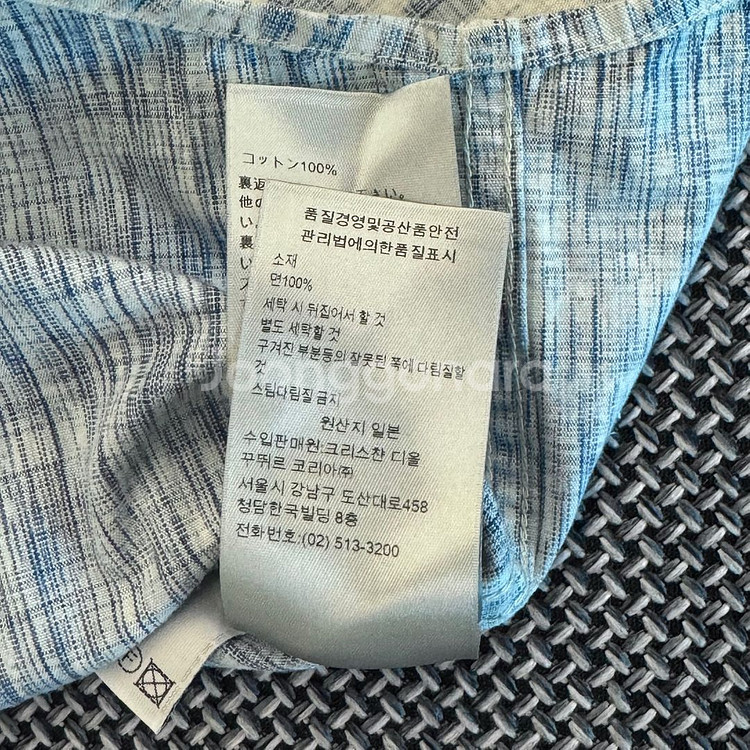 コットン100%
裏返
さい。
他の
い。
裏
い
品
품질경영및공산품안전
관리법에의한품질표시
소재
면100%
세탁 시 뒤집어서 할 것
별도 세탁할 것
구겨진 부분등의 잘못된 폭에 다림질할
것
스팀다림질 금지
원산지 일본
수입판매원:크리스챤 디올
꾸뛰르 코리아(주)
서울시 강남구 도산대로458
청담한국빌딩 8층
전화번호:(02) 513-3200
Joonggonara